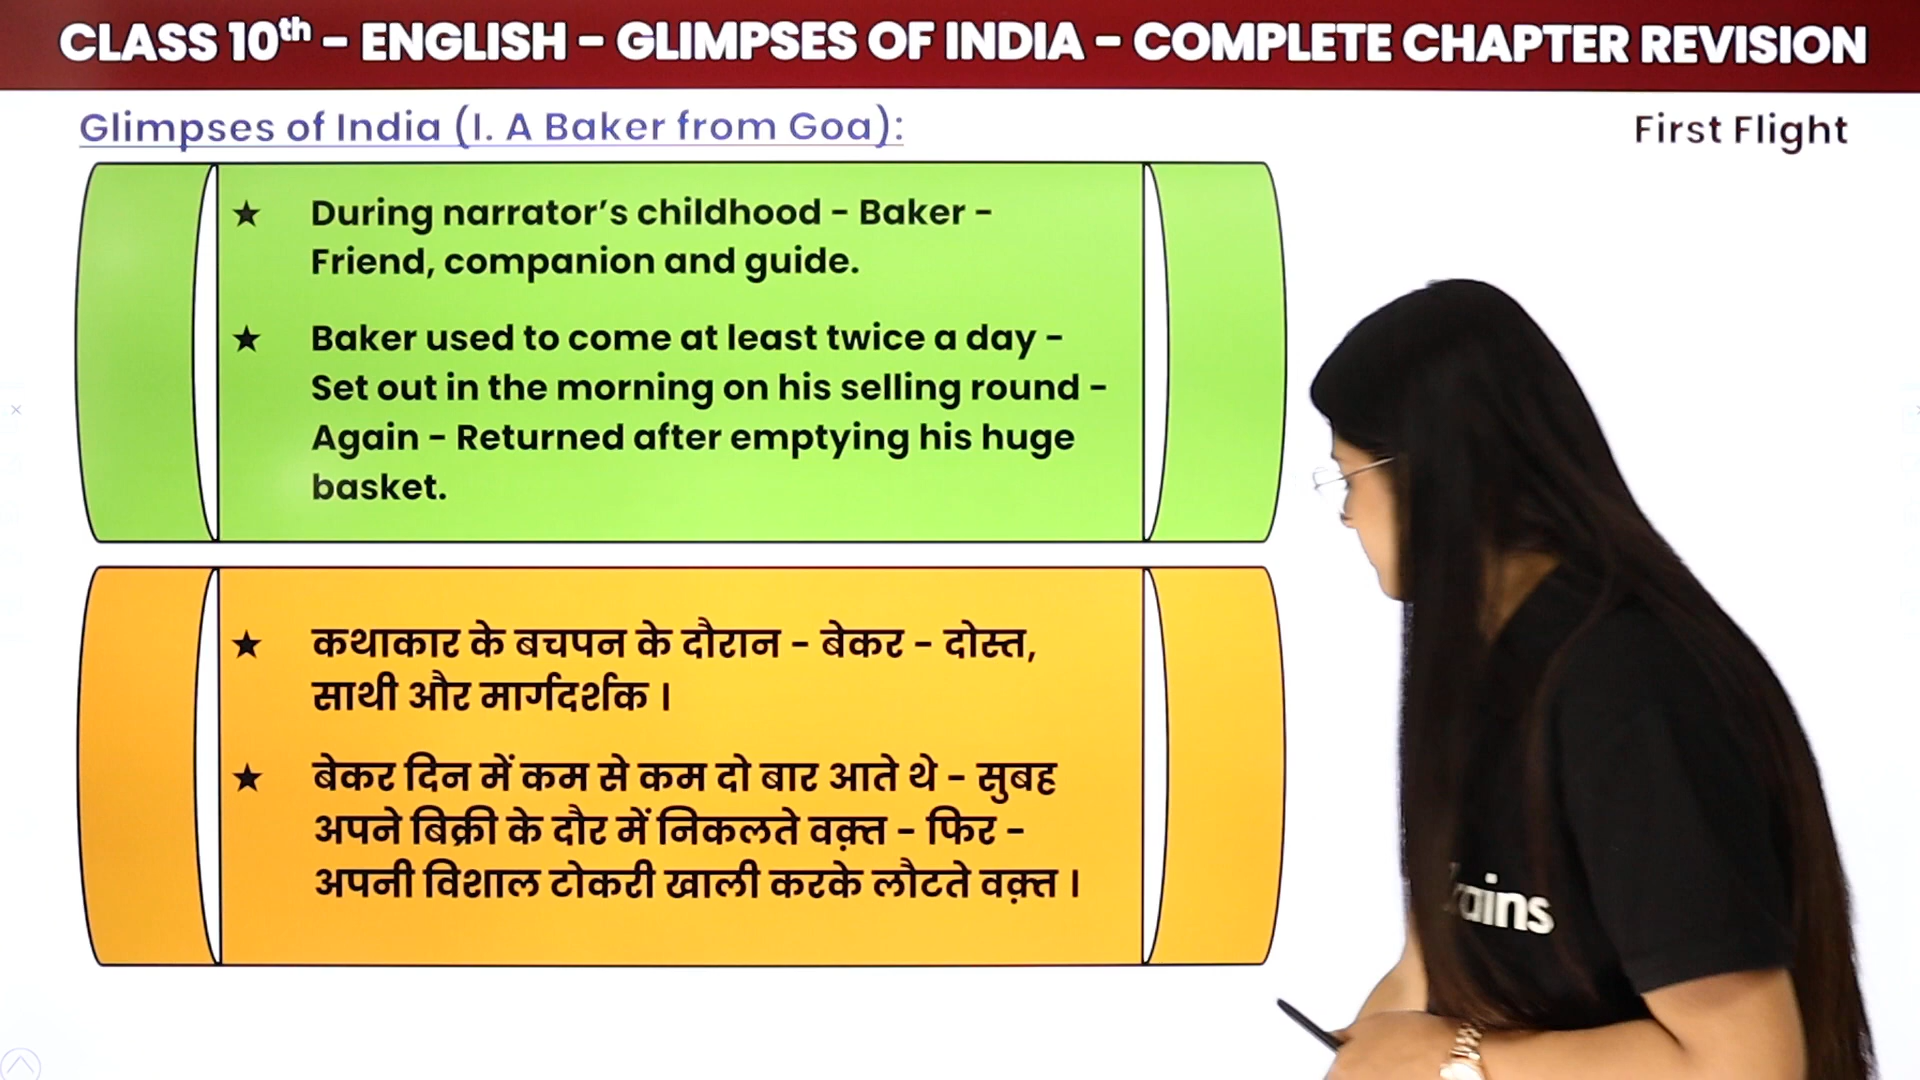 CLASS 10th – ENGLISH – GLIMPSES OF INDIA – COMPLETE CHAPTER REVISION
Glimpses of India (I. A Baker from Goa):
First Flight
★ During narrator’s childhood – Baker –
Friend, companion and guide.
★ Baker used to come at least twice a day –
Set out in the morning on his selling round –
Again – Returned after emptying his huge
basket.
★ कथाकार के बचपन के दौरान – बेकर – दोस्त,
साथी और मार्गदर्शक ।
★ बेकर दिन में कम से कम दो बार आते थे – सुबह
अपने बिक्री के दौर में निकलते वक़्त – फिर –
अपनी विशाल टोकरी खाली करके लौटते वक़्त ।